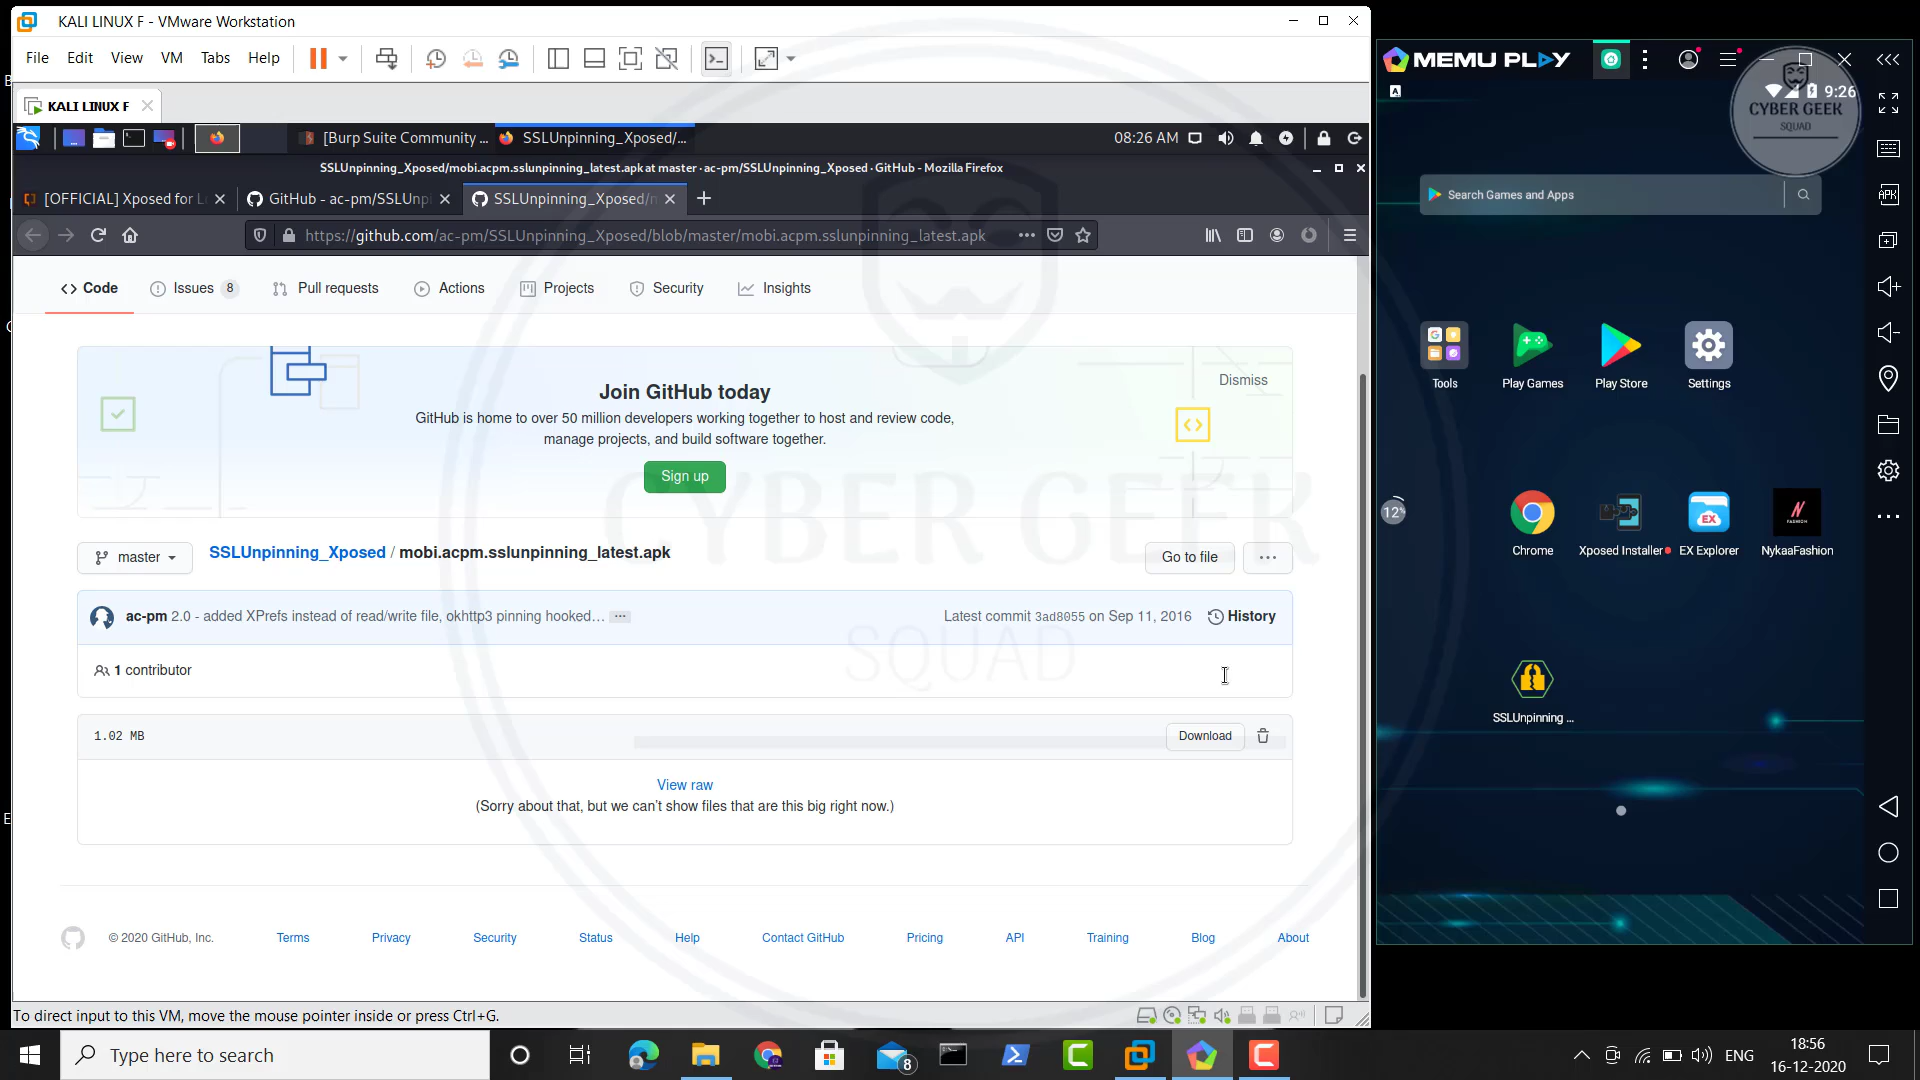 KALI LINUX F - VMware Workstation
File Edit View VM Tabs Help
KALI LINUX F
[Burp Suite Community ... SSLUnpinning_Xposed/... 08:26 AM
SSLUnpinning_Xposed/mobi.acpm.sslunpinning_latest.apk at master · ac-pm/SSLUnpinning_Xposed · GitHub - Mozilla Firefox
[OFFICIAL] Xposed for L GitHub - ac-pm/SSLUnpi SSLUnpinning_Xposed/m
https://github.com/ac-pm/SSLUnpinning_Xposed/blob/master/mobi.acpm.sslunpinning_latest.apk
Code Issues 8 Pull requests Actions Projects Security Insights
Join GitHub today
Dismiss
GitHub is home to over 50 million developers working together to host and review code,
manage projects, and build software together.
Sign up
master SSLUnpinning_Xposed / mobi.acpm.sslunpinning_latest.apk Go to file
ac-pm 2.0 - added XPrefs instead of read/write file, okhttp3 pinning hooked... Latest commit 3ad8055 on Sep 11, 2016 History
1 contributor
1.02 MB Download
View raw
(Sorry about that, but we can't show files that are this big right now.)
© 2020 GitHub, Inc. Terms Privacy Security Status Help Contact GitHub Pricing API Training Blog About
To direct input to this VM, move the mouse pointer inside or press Ctrl+G.
CYBER GEEK
SQUAD
MEMU PLAY
9:26
CYBER GEEK
SQUAD
Search Games and Apps
APK
Tools Play Games Play Store Settings
12%
EX
N
FASHION
Chrome Xposed Installer EX Explorer NykaaFashion
SSLUnpinning ...
Type here to search
8
ENG
18:56
16-12-2020